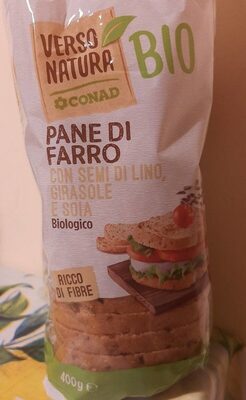 VERSO
NATURA
CONAD
BIO
PANE DI
FARRO
CON SEMI DI LINO,
GIRASOLE
E SOIA
Biologico
RICCO
DI FIBRE
400g e